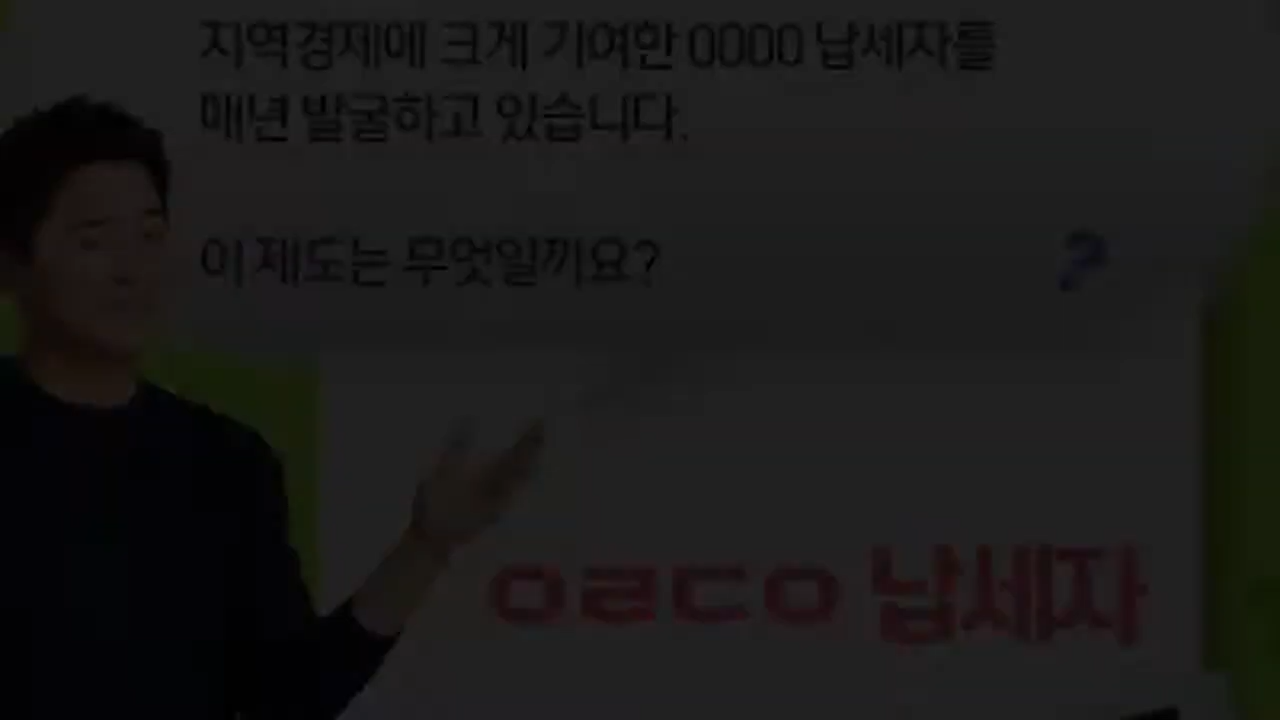 지역경제에 크게 기여한 0000 납세자를
매년 발굴하고 있습니다.
이 제도는 무엇일까요?
?
ㅇㄹㄷㅇ 납세자